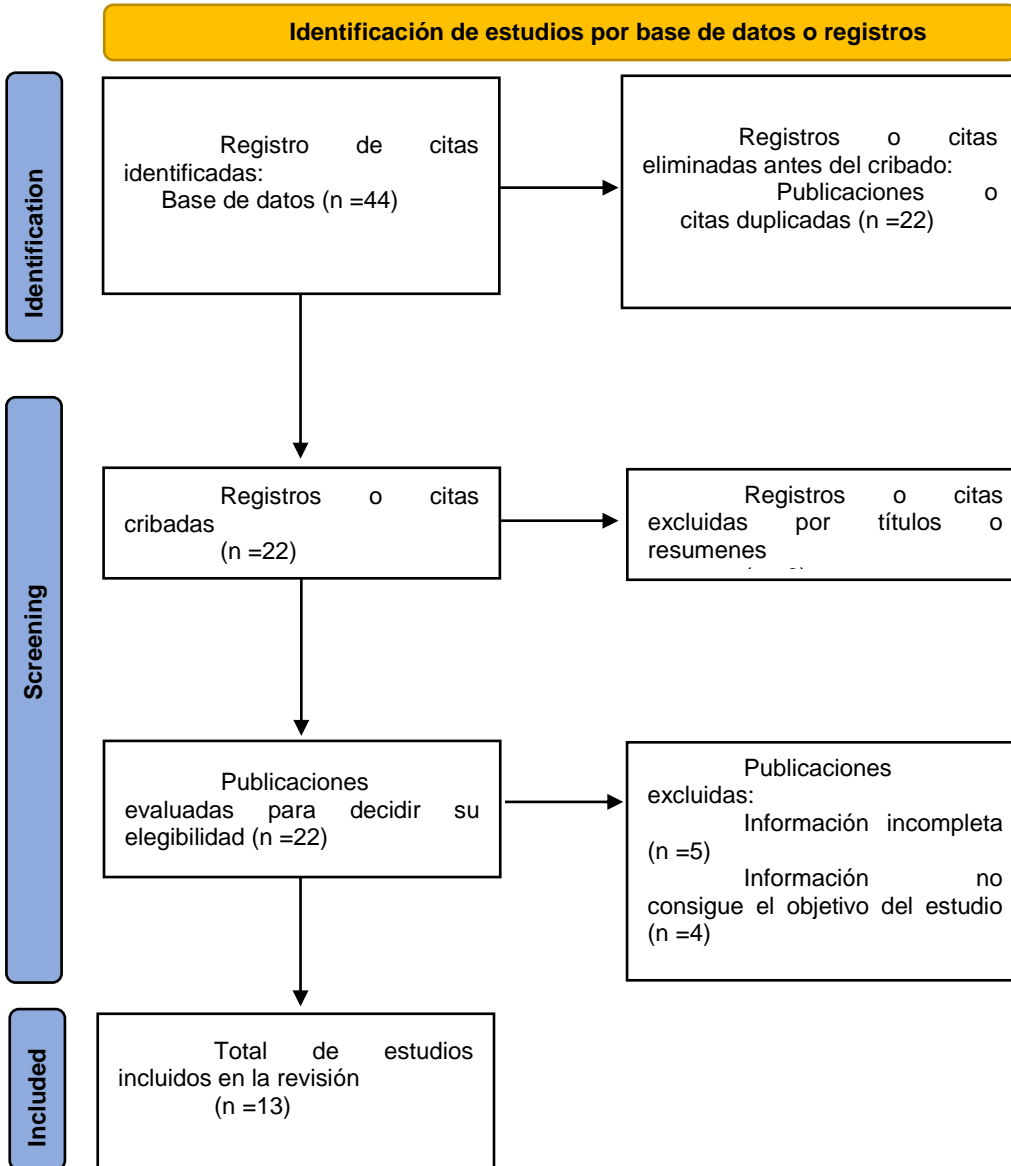 Identificación de estudios por base de datos o registros
Identification
Registro de citas
identificadas:
Base de datos (n =44)
Registros o citas
eliminadas antes del cribado:
Publicaciones o
citas duplicadas (n =22)
Screening
Registros o citas
cribadas
(n =22)
Registros o citas
excluidas por títulos o
resumenes
Publicaciones
evaluadas para decidir su
elegibilidad (n =22)
Publicaciones
excluidas:
Información incompleta
(n =5)
Información no
consigue el objetivo del estudio
(n =4)
Included
Total de estudios
incluidos en la revisión
(n =13)